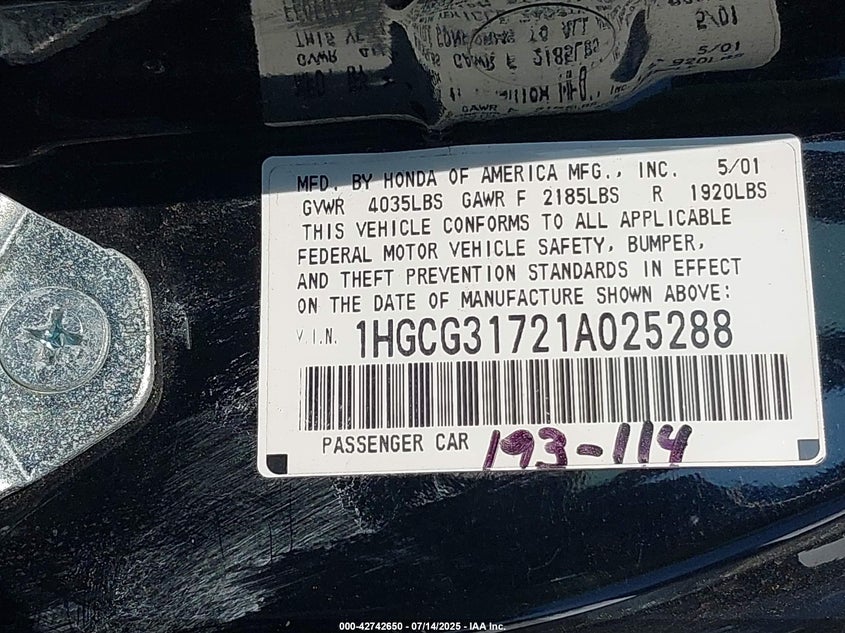 MFD. BY HONDA OF AMERICA MFG., INC. 5/01
GVWR 4035LBS GAWR F 2185LBS R 1920LBS
THIS VEHICLE CONFORMS TO ALL APPLICABLE
FEDERAL MOTOR VEHICLE SAFETY, BUMPER,
AND THEFT PREVENTION STANDARDS IN EFFECT
ON THE DATE OF MANUFACTURE SHOWN ABOVE:
V.I.N. 1HGCG31721A025288
PASSENGER CAR 193-114
000-42742650 - 07/14/2025 - IAA Inc.